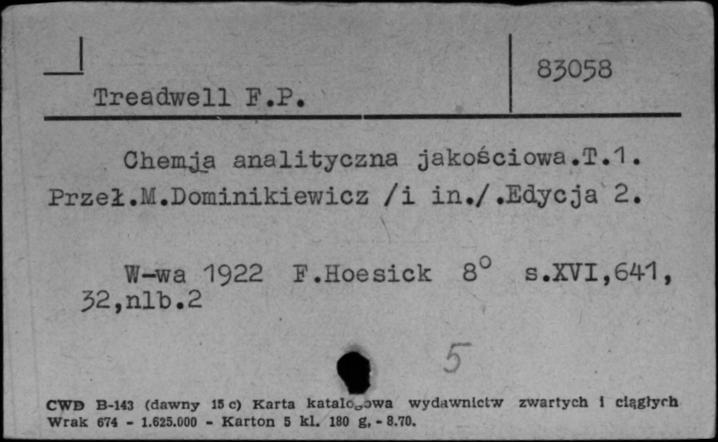 83058
Treadwell F.P.
Chemja analityczna jakościowa.T.1.
Przeł.M.Dominikiewicz /i in./.Edycja 2.
W-wa 1922 F.Hoesick 8° s.XVI,641,
32,nlb.2
5
CWD B-143 (dawny 15 c) Karta katalogowa wydawnictw zwartych i ciągłych
Wrak 674 - 1.625.000 - Karton 5 kl. 180 g, - 8.70.